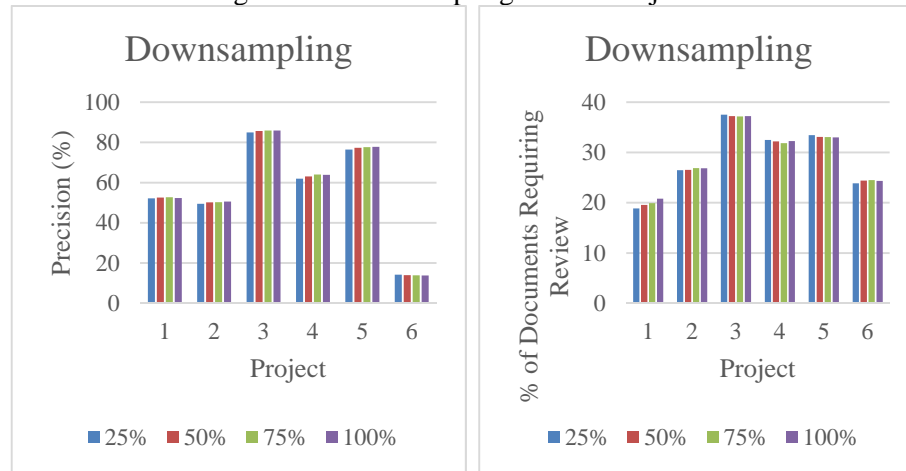 Downsampling
Precision (%)
100
80
60
40
20
0
1 2 3 4 5 6
Project
25% 50% 75% 100%
Downsampling
% of Documents Requiring
Review
40
30
20
10
0
1 2 3 4 5 6
Project
25% 50% 75% 100%